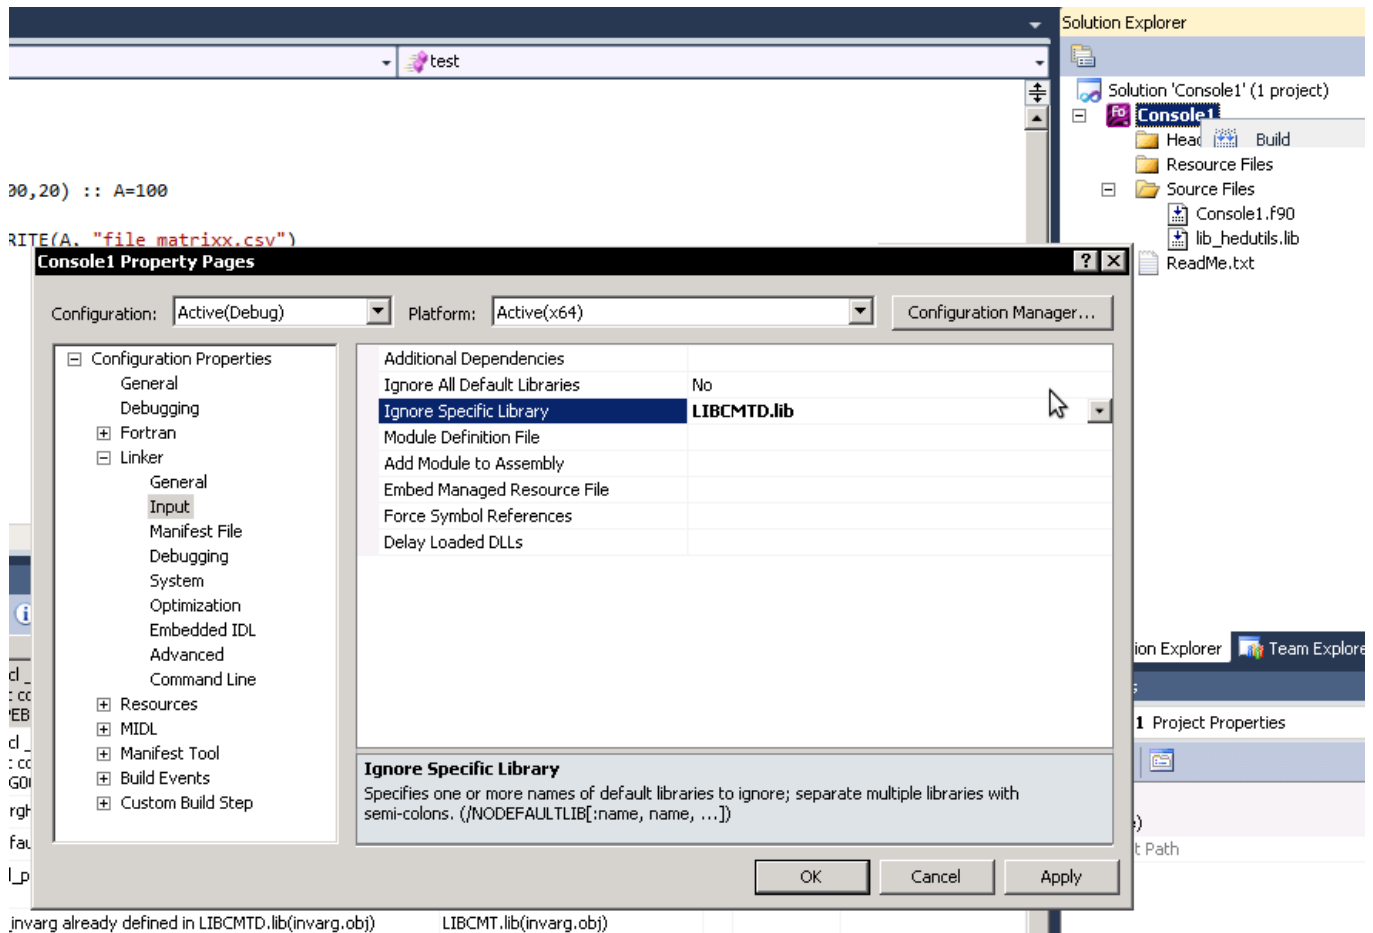 Solution Explorer
test
Solution 'Console1' (1 project)
Console1
Build
Resource Files
Source Files
Console1.f90
lib_hedutils.lib
ReadMe.txt
00,20) :: A=100
RITE(A, "file matrixx.csv")
Console1 Property Pages
Configuration: Active(Debug) Platform: Active(x64) Configuration Manager...
Configuration Properties
General
Debugging
Fortran
Linker
General
Input
Manifest File
Debugging
System
Optimization
Embedded IDL
Advanced
Command Line
Resources
MIDL
Manifest Tool
Build Events
Custom Build Step
Additional Dependencies
Ignore All Default Libraries No
Ignore Specific Library LIBCMTD.lib
Module Definition File
Add Module to Assembly
Embed Managed Resource File
Force Symbol References
Delay Loaded DLLs
Ignore Specific Library
Specifies one or more names of default libraries to ignore; separate multiple libraries with
semi-colons. (/NODEFAULTLIB[:name, name, ...])
OK Cancel Apply
ion Explorer Team Explore
1 Project Properties
t Path
_invarg already defined in LIBCMTD.lib(invarg.obj) LIBCMT.lib(invarg.obj)